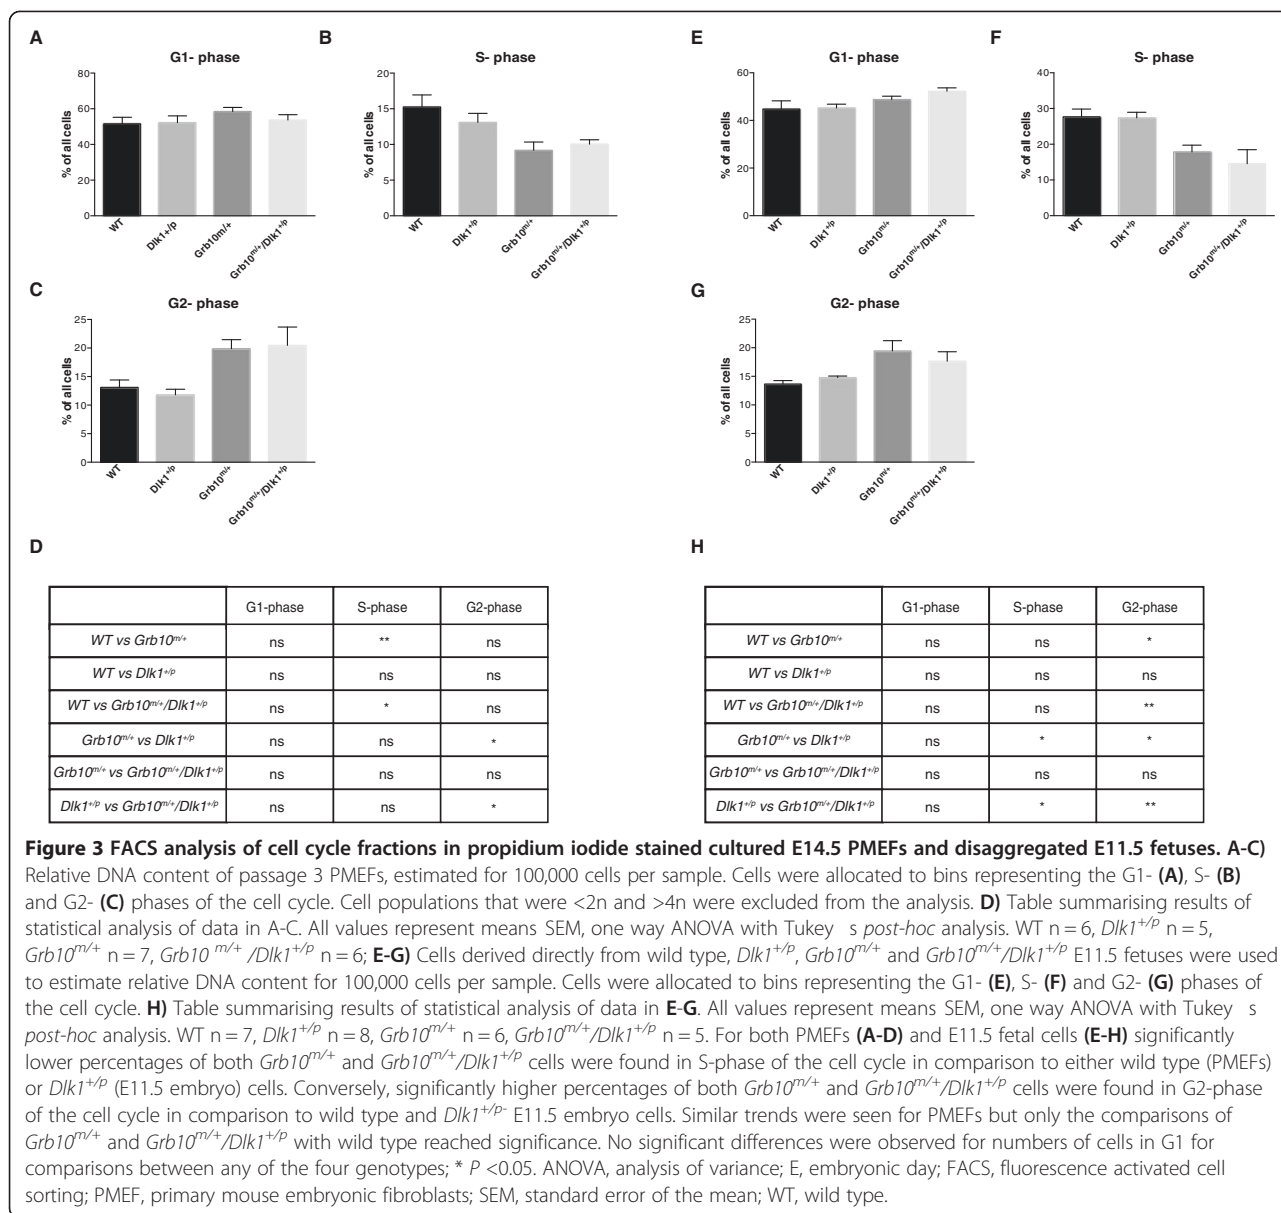 A
G1- phase
% of all cells
80
60
40
20
0
WT
Dlk1+/p
Grb10m/+
Grb10m/+/Dlk1+/p
B
S- phase
% of all cells
20
15
10
5
0
WT
Dlk1+/p
Grb10m/+
Grb10m/+/Dlk1+/p
E
G1- phase
% of all cells
60
40
20
0
WT
Dlk1+/p
Grb10m/+
Grb10m/+/Dlk1+/p
F
S- phase
% of all cells
40
30
20
10
0
WT
Dlk1+/p
Grb10m/+
Grb10m/+/Dlk1+/p
C
G2- phase
% of all cells
25
20
15
10
5
0
WT
Dlk1+/p
Grb10m/+
Grb10m/+/Dlk1+/p
G
G2- phase
% of all cells
25
20
15
10
5
0
WT
Dlk1+/p
Grb10m/+
Grb10m/+/Dlk1+/p
D
G1-phase S-phase G2-phase
WT vs Grb10m/+ ns ** ns
WT vs Dlk1+/p ns ns ns
WT vs Grb10m/+/Dlk1+/p ns * ns
Grb10m/+ vs Dlk1+/p ns ns *
Grb10m/+ vs Grb10m/+/Dlk1+/p ns ns ns
Dlk1+/p vs Grb10m/+/Dlk1+/p ns ns *
H
G1-phase S-phase G2-phase
WT vs Grb10m/+ ns ns *
WT vs Dlk1+/p ns ns ns
WT vs Grb10m/+/Dlk1+/p ns ns **
Grb10m/+ vs Dlk1+/p ns * *
Grb10m/+ vs Grb10m/+/Dlk1+/p ns ns ns
Dlk1+/p vs Grb10m/+/Dlk1+/p ns * **
Figure 3 FACS analysis of cell cycle fractions in propidium iodide stained cultured E14.5 PMEFs and disaggregated E11.5 fetuses. A-C)
Relative DNA content of passage 3 PMEFs, estimated for 100,000 cells per sample. Cells were allocated to bins representing the G1- (A), S- (B)
and G2- (C) phases of the cell cycle. Cell populations that were <2n and >4n were excluded from the analysis. D) Table summarising results of
statistical analysis of data in A-C. All values represent means SEM, one way ANOVA with Tukey s post-hoc analysis. WT n = 6, Dlk1+/p n = 5,
Grb10m/+ n = 7, Grb10 m/+ /Dlk1+/p n = 6; E-G) Cells derived directly from wild type, Dlk1+/p, Grb10m/+ and Grb10m/+/Dlk1+/p E11.5 fetuses were used
to estimate relative DNA content for 100,000 cells per sample. Cells were allocated to bins representing the G1- (E), S- (F) and G2- (G) phases of
the cell cycle. H) Table summarising results of statistical analysis of data in E-G. All values represent means SEM, one way ANOVA with Tukey s
post-hoc analysis. WT n = 7, Dlk1+/p n = 8, Grb10m/+ n = 6, Grb10m/+/Dlk1+/p n = 5. For both PMEFs (A-D) and E11.5 fetal cells (E-H) significantly
lower percentages of both Grb10m/+ and Grb10m/+/Dlk1+/p cells were found in S-phase of the cell cycle in comparison to either wild type (PMEFs)
or Dlk1+/p (E11.5 embryo) cells. Conversely, significantly higher percentages of both Grb10m/+ and Grb10m/+/Dlk1+/p cells were found in G2-phase
of the cell cycle in comparison to wild type and Dlk1+/p- E11.5 embryo cells. Similar trends were seen for PMEFs but only the comparisons of
Grb10m/+ and Grb10m/+/Dlk1+/p with wild type reached significance. No significant differences were observed for numbers of cells in G1 for
comparisons between any of the four genotypes; * P <0.05. ANOVA, analysis of variance; E, embryonic day; FACS, fluorescence activated cell
sorting; PMEF, primary mouse embryonic fibroblasts; SEM, standard error of the mean; WT, wild type.